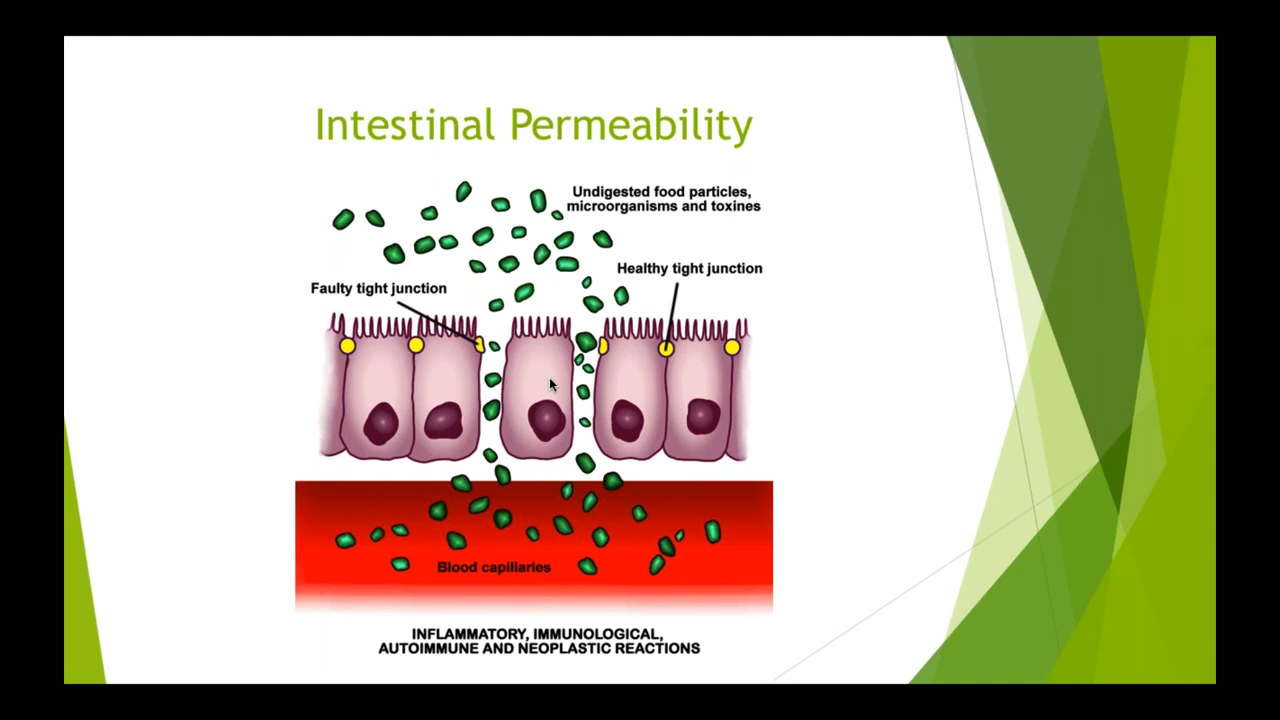 Intestinal Permeability
Undigested food particles,
microorganisms and toxines
Healthy tight junction
Faulty tight junction
Blood capillaries
INFLAMMATORY, IMMUNOLOGICAL,
AUTOIMMUNE AND NEOPLASTIC REACTIONS